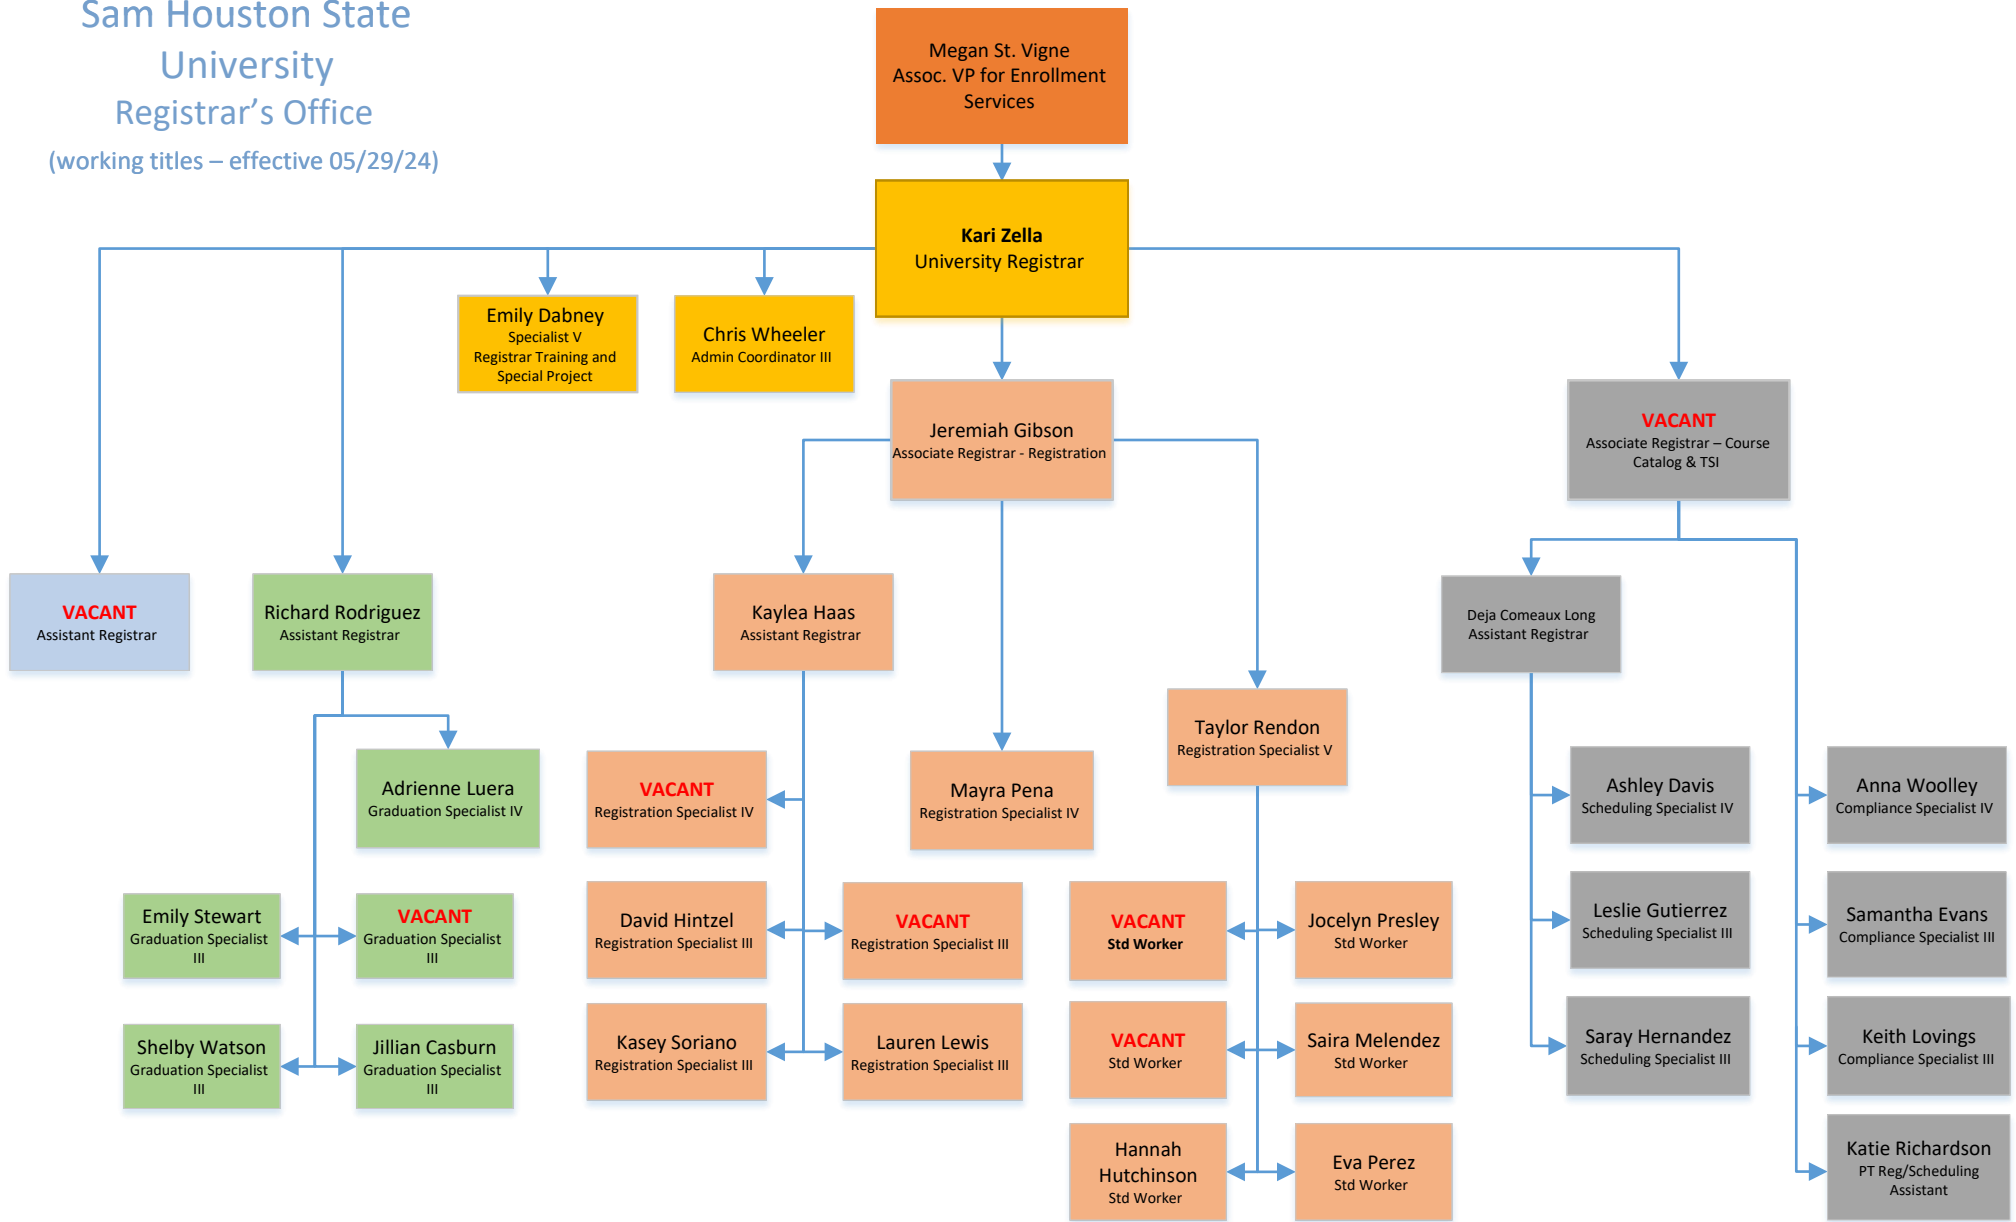 Sam Houston State
University
Registrar’s Office
(working titles – effective 05/29/24)
Megan St. Vigne
Assoc. VP for Enrollment
Services
Kari Zella
University Registrar
Emily Dabney
Specialist V
Registrar Training and
Special Project
Chris Wheeler
Admin Coordinator III
Jeremiah Gibson
Associate Registrar - Registration
VACANT
Associate Registrar – Course
Catalog & TSI
VACANT
Assistant Registrar
Richard Rodriguez
Assistant Registrar
Kaylea Haas
Assistant Registrar
Deja Comeaux Long
Assistant Registrar
Taylor Rendon
Registration Specialist V
Adrienne Luera
Graduation Specialist IV
VACANT
Registration Specialist IV
Mayra Pena
Registration Specialist IV
Ashley Davis
Scheduling Specialist IV
Anna Woolley
Compliance Specialist IV
Emily Stewart
Graduation Specialist
III
VACANT
Graduation Specialist
III
David Hintzel
Registration Specialist III
VACANT
Registration Specialist III
VACANT
Std Worker
Jocelyn Presley
Std Worker
Leslie Gutierrez
Scheduling Specialist III
Samantha Evans
Compliance Specialist III
Shelby Watson
Graduation Specialist
III
Jillian Casburn
Graduation Specialist
III
Kasey Soriano
Registration Specialist III
Lauren Lewis
Registration Specialist III
VACANT
Std Worker
Saira Melendez
Std Worker
Saray Hernandez
Scheduling Specialist III
Keith Lovings
Compliance Specialist III
Hannah
Hutchinson
Std Worker
Eva Perez
Std Worker
Katie Richardson
PT Reg/Scheduling
Assistant